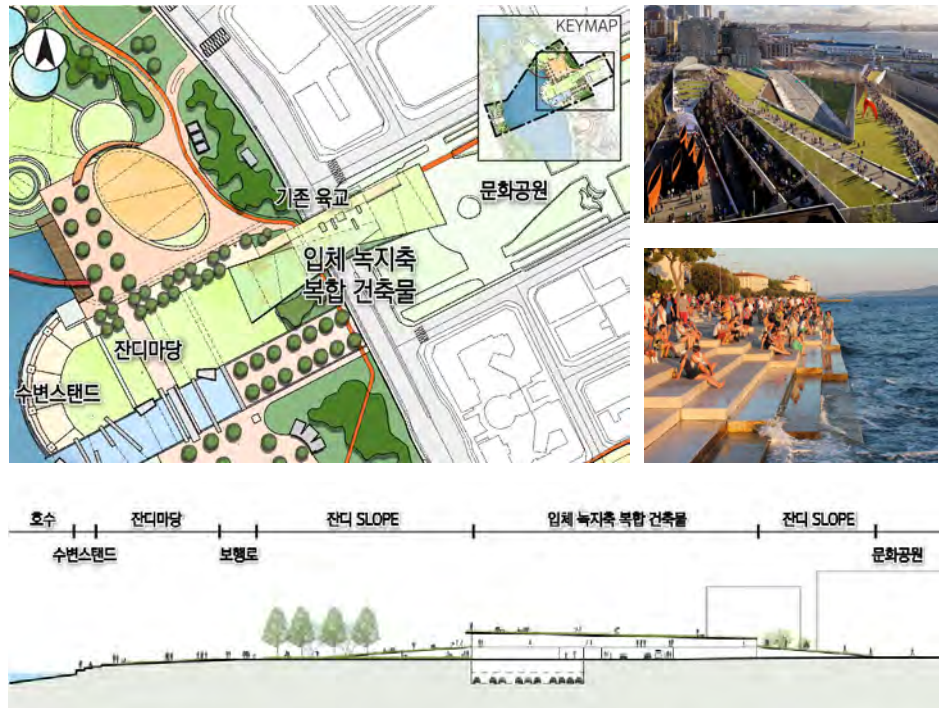 KEYMAP
기존 육교
문화공원
입체 녹지축
복합 건축물
잔디마당
수변스탠드
호수
잔디마당
잔디 SLOPE
입체 녹지축 복합 건축물
잔디 SLOPE
수변스탠드
보행로
문화공원